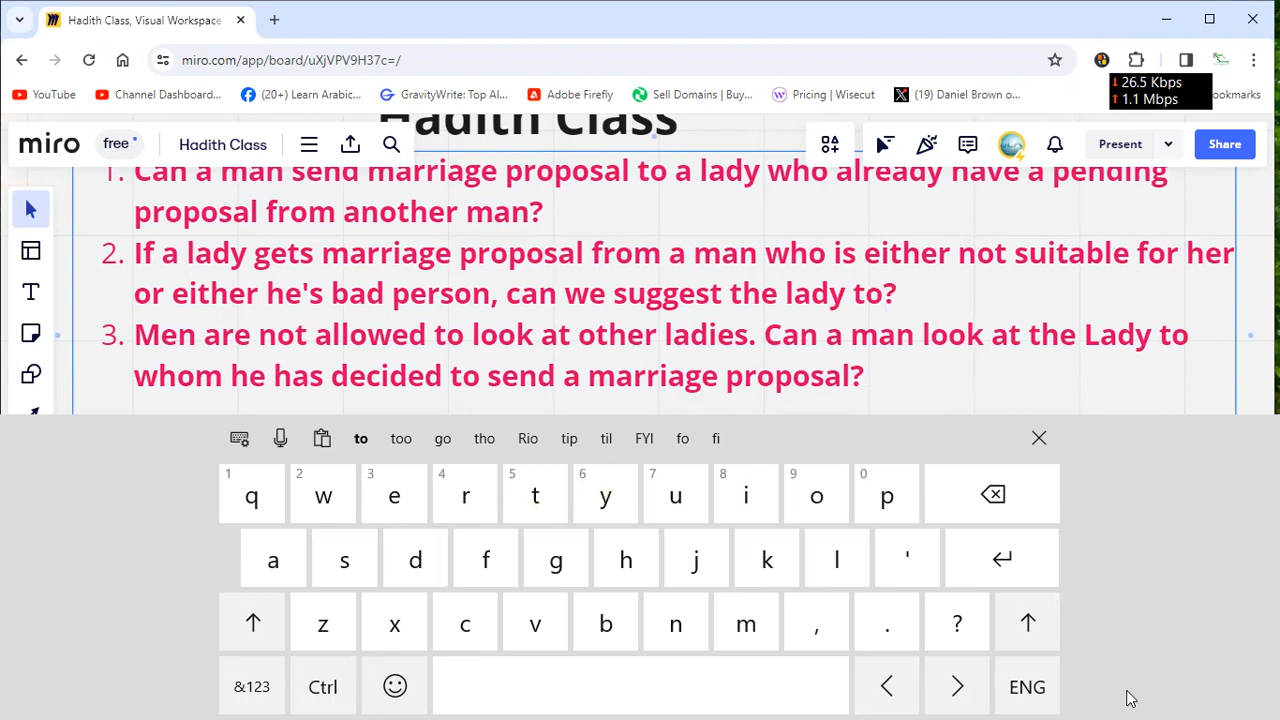 Hadith Class, Visual Workspace
miro.com/app/board/uXjVPV9H37c=/
YouTube
Channel Dashboard...
(20+) Learn Arabic...
GravityWriter | AI...
Adobe Firefly
Sell Domains | Buy...
Pricing | Wisecut
(19) Daniel Brown o...
26.5 Kbps
1.1 Mbps
Hadith Class
miro
free
Hadith Class
Present
Share
1. Can a man send marriage proposal to a lady who already have a pending
proposal from another man?
2. If a lady gets marriage proposal from a man who is either not suitable for her
or either he's bad person, can we suggest the lady to?
3. Men are not allowed to look at other ladies. Can a man look at the Lady to
whom he has decided to send a marriage proposal?
to too go tho Rio tip til FYI fo fi
1 2 3 4 5 6 7 8 9 0
q w e r t y u i o p
a s d f g h j k l '
z x c v b n m , . ?
&123 Ctrl ENG